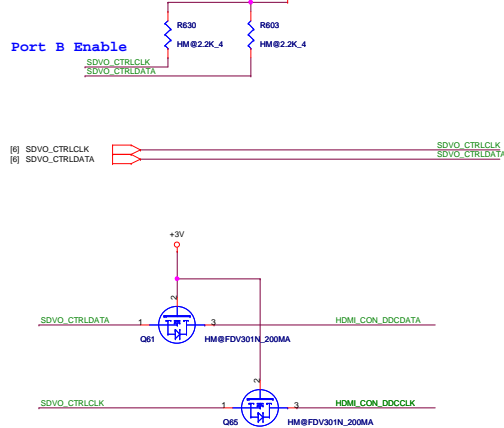 R630
R603
Port B Enable
HM@2.2K_4
HM@2.2K_4
SDVO_CTRLCLK
SDVO_CTRLDATA
[6] SDVO_CTRLCLK
SDVO_CTRLCLK
[6] SDVO_CTRLDATA
SDVO_CTRLDATA
+3V
2
SDVO_CTRLDATA
1
3
HDMI_CON_DDCDATA
Q61
HM@FDV301N_200MA
2
SDVO_CTRLCLK
1
3
HDMI_CON_DDCCLK
Q65
HM@FDV301N_200MA